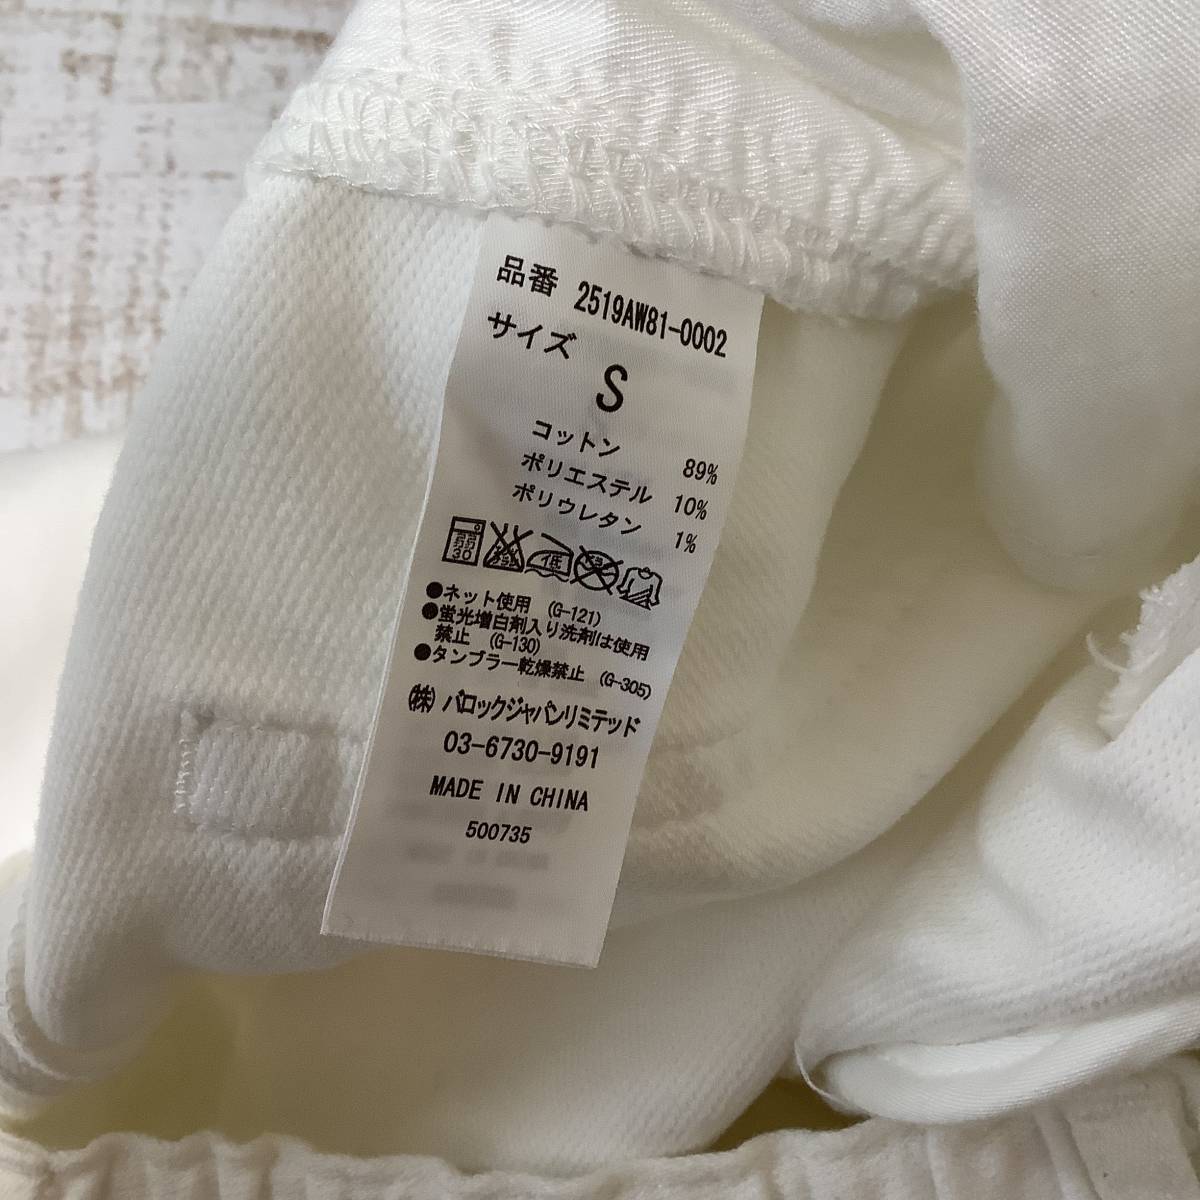 品番 2519AW81-0002
サイズ
S
コットン 89%
ポリエステル 10%
ポリウレタン 1%
弱 30 低
●ネット使用 (G-121)
●蛍光増白剤入り洗剤は使用
禁止 (G-130)
●タンブラー乾燥禁止 (G-305)
㈱ バロックジャパンリミテッド
03-6730-9191
MADE IN CHINA
500735